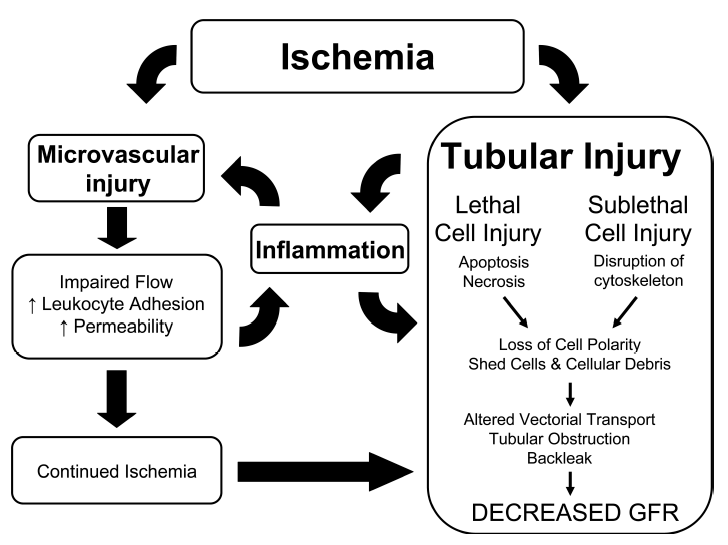 Ischemia
Microvascular
injury
Impaired Flow
↑ Leukocyte Adhesion
↑ Permeability
Continued Ischemia
Inflammation
Tubular Injury
Lethal
Cell Injury
Apoptosis
Necrosis
Sublethal
Cell Injury
Disruption of
cytoskeleton
Loss of Cell Polarity
Shed Cells & Cellular Debris
Altered Vectorial Transport
Tubular Obstruction
Backleak
DECREASED GFR